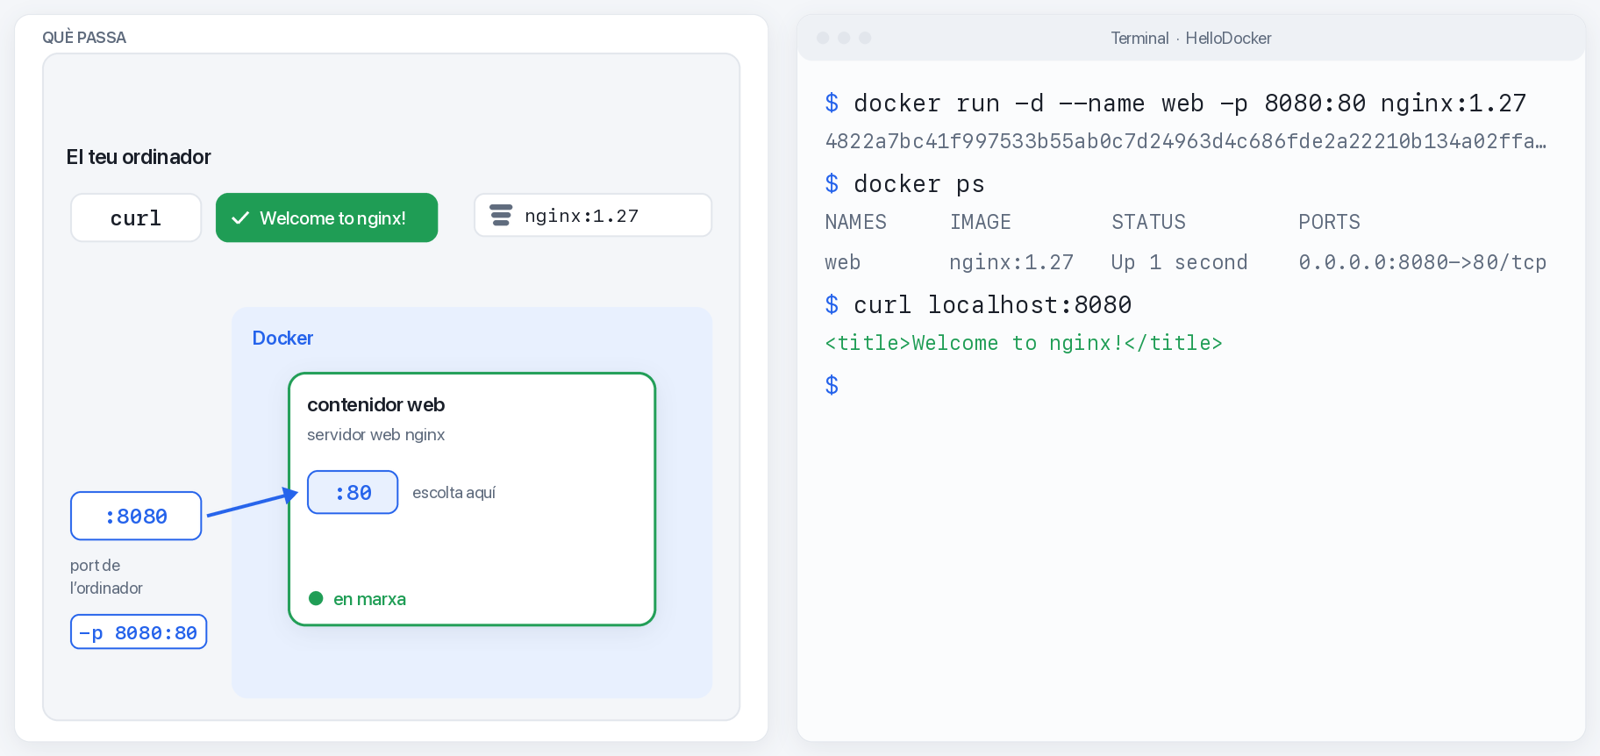 QUÈ PASSA
El teu ordinador
curl
Welcome to nginx!
nginx:1.27
Docker
contenidor web
servidor web nginx
:80
escolta aquí
:8080
port de
l'ordinador
en marxa
-p 8080:80
Terminal · HelloDocker
$ docker run -d --name web -p 8080:80 nginx:1.27
4822a7bc41f997533b55ab0c7d24963d4c686fde2a22210b134a02ffa…
$ docker ps
NAMES IMAGE STATUS PORTS
web nginx:1.27 Up 1 second 0.0.0.0:8080->80/tcp
$ curl localhost:8080
<title>Welcome to nginx!</title>
$